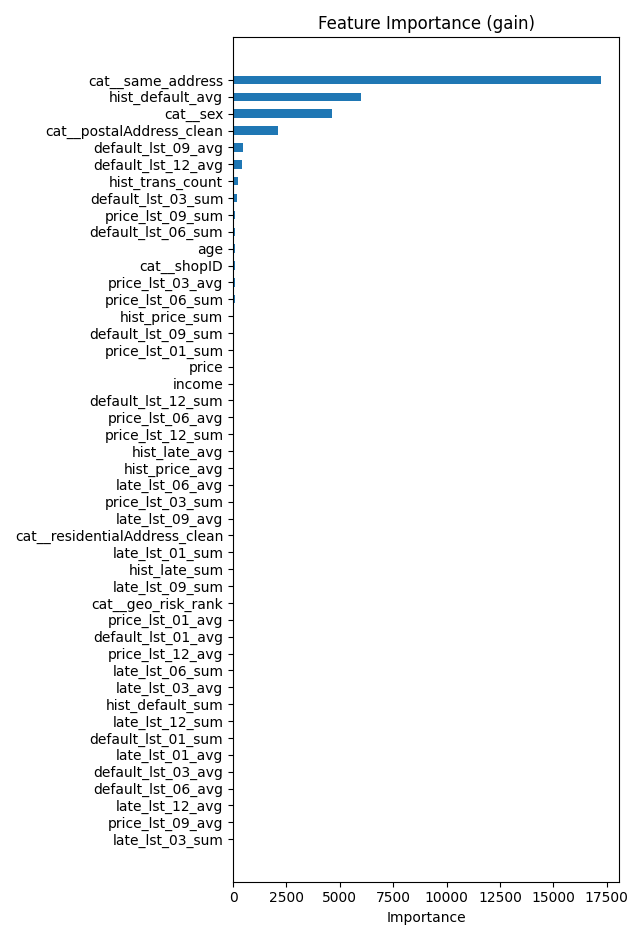 Feature Importance (gain)
cat__same_address
hist_default_avg
cat__sex
cat__postalAddress_clean
default_lst_09_avg
default_lst_12_avg
hist_trans_count
default_lst_03_sum
price_lst_09_sum
default_lst_06_sum
age
cat__shopID
price_lst_03_avg
price_lst_06_sum
hist_price_sum
default_lst_09_sum
price_lst_01_sum
price
income
default_lst_12_sum
price_lst_06_avg
price_lst_12_sum
hist_late_avg
hist_price_avg
late_lst_06_avg
price_lst_03_sum
late_lst_09_avg
cat__residentialAddress_clean
late_lst_01_sum
hist_late_sum
late_lst_09_sum
cat__geo_risk_rank
price_lst_01_avg
default_lst_01_avg
price_lst_12_avg
late_lst_06_sum
late_lst_03_avg
hist_default_sum
late_lst_12_sum
default_lst_01_sum
late_lst_01_avg
default_lst_03_avg
default_lst_06_avg
late_lst_12_avg
price_lst_09_avg
late_lst_03_sum
0 2500 5000 7500 10000 12500 15000 17500
Importance